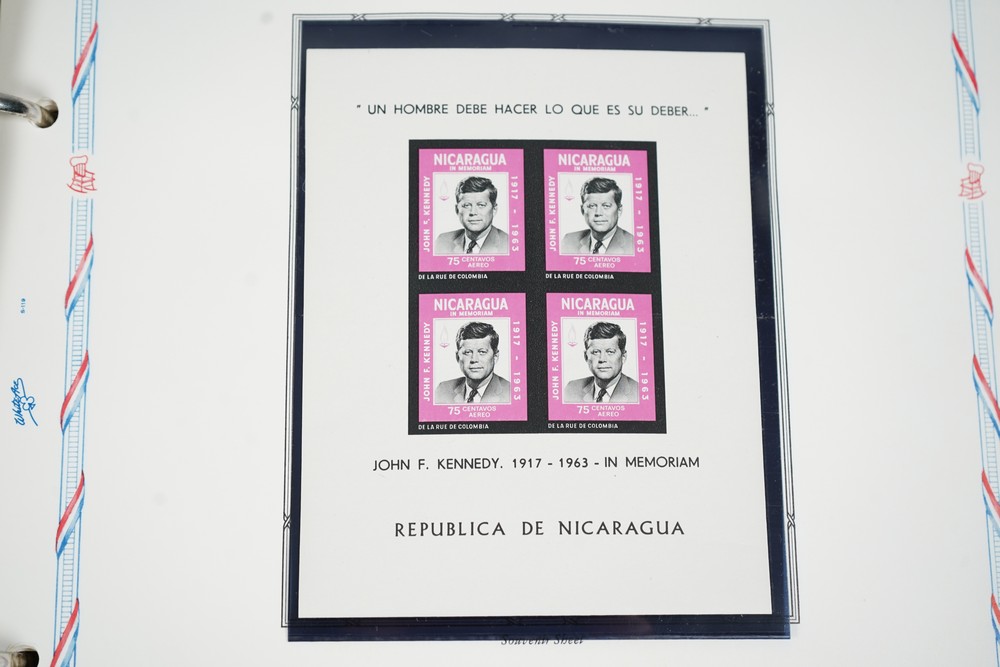 " UN HOMBRE DEBE HACER LO QUE ES SU DEBER... "
NICARAGUA
IN MEMORIAM
JOHN F. KENNEDY
1917 - 1963
75 CENTAVOS
AEREO
DE LA RUE DE COLOMBIA
NICARAGUA
IN MEMORIAM
JOHN F. KENNEDY
1917 - 1963
75 CENTAVOS
AEREO
DE LA RUE DE COLOMBIA
NICARAGUA
IN MEMORIAM
JOHN F. KENNEDY
1917 - 1963
75 CENTAVOS
AEREO
DE LA RUE DE COLOMBIA
NICARAGUA
IN MEMORIAM
JOHN F. KENNEDY
1917 - 1963
75 CENTAVOS
AEREO
DE LA RUE DE COLOMBIA
JOHN F. KENNEDY. 1917 - 1963 - IN MEMORIAM
REPUBLICA DE NICARAGUA
Souvenir Sheet
White Ace